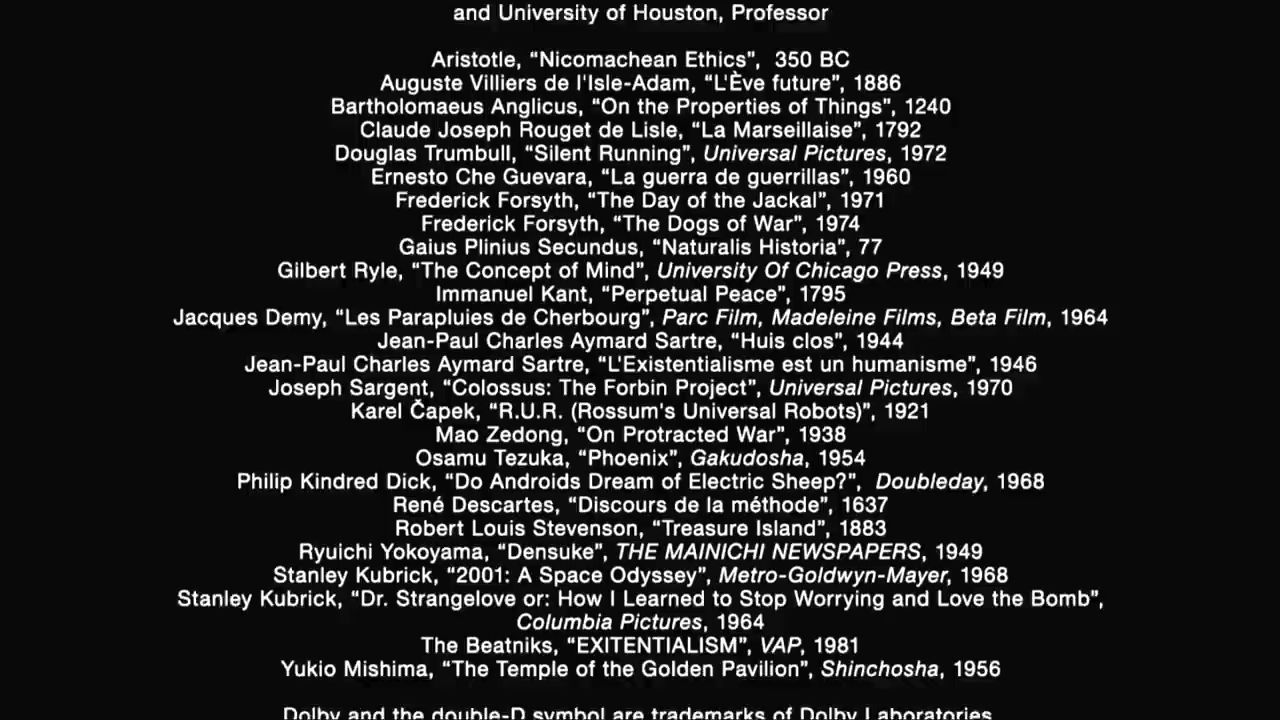 and University of Houston, Professor
Aristotle, “Nicomachean Ethics”,  350 BC
Auguste Villiers de l'Isle-Adam, “L'Ève future”, 1886
Bartholomaeus Anglicus, “On the Properties of Things”, 1240
Claude Joseph Rouget de Lisle, “La Marseillaise”, 1792
Douglas Trumbull, “Silent Running”, Universal Pictures, 1972
Ernesto Che Guevara, “La guerra de guerrillas”, 1960
Frederick Forsyth, “The Day of the Jackal”, 1971
Frederick Forsyth, “The Dogs of War”, 1974
Gaius Plinius Secundus, “Naturalis Historia”, 77
Gilbert Ryle, “The Concept of Mind”, University Of Chicago Press, 1949
Immanuel Kant, “Perpetual Peace”, 1795
Jacques Demy, “Les Parapluies de Cherbourg”, Parc Film, Madeleine Films, Beta Film, 1964
Jean-Paul Charles Aymard Sartre, “Huis clos”, 1944
Jean-Paul Charles Aymard Sartre, “L'Existentialisme est un humanisme”, 1946
Joseph Sargent, “Colossus: The Forbin Project”, Universal Pictures, 1970
Karel Čapek, “R.U.R. (Rossum's Universal Robots)”, 1921
Mao Zedong, “On Protracted War”, 1938
Osamu Tezuka, “Phoenix”, Gakudosha, 1954
Philip Kindred Dick, “Do Androids Dream of Electric Sheep?”,  Doubleday, 1968
René Descartes, “Discours de la méthode”, 1637
Robert Louis Stevenson, “Treasure Island”, 1883
Ryuichi Yokoyama, “Densuke”, THE MAINICHI NEWSPAPERS, 1949
Stanley Kubrick, “2001: A Space Odyssey”, Metro-Goldwyn-Mayer, 1968
Stanley Kubrick, “Dr. Strangelove or: How I Learned to Stop Worrying and Love the Bomb”,
Columbia Pictures, 1964
The Beatniks, “EXITENTIALISM”, VAP, 1981
Yukio Mishima, “The Temple of the Golden Pavilion”, Shinchosha, 1956
Dolby and the double-D symbol are trademarks of Dolby Laboratories